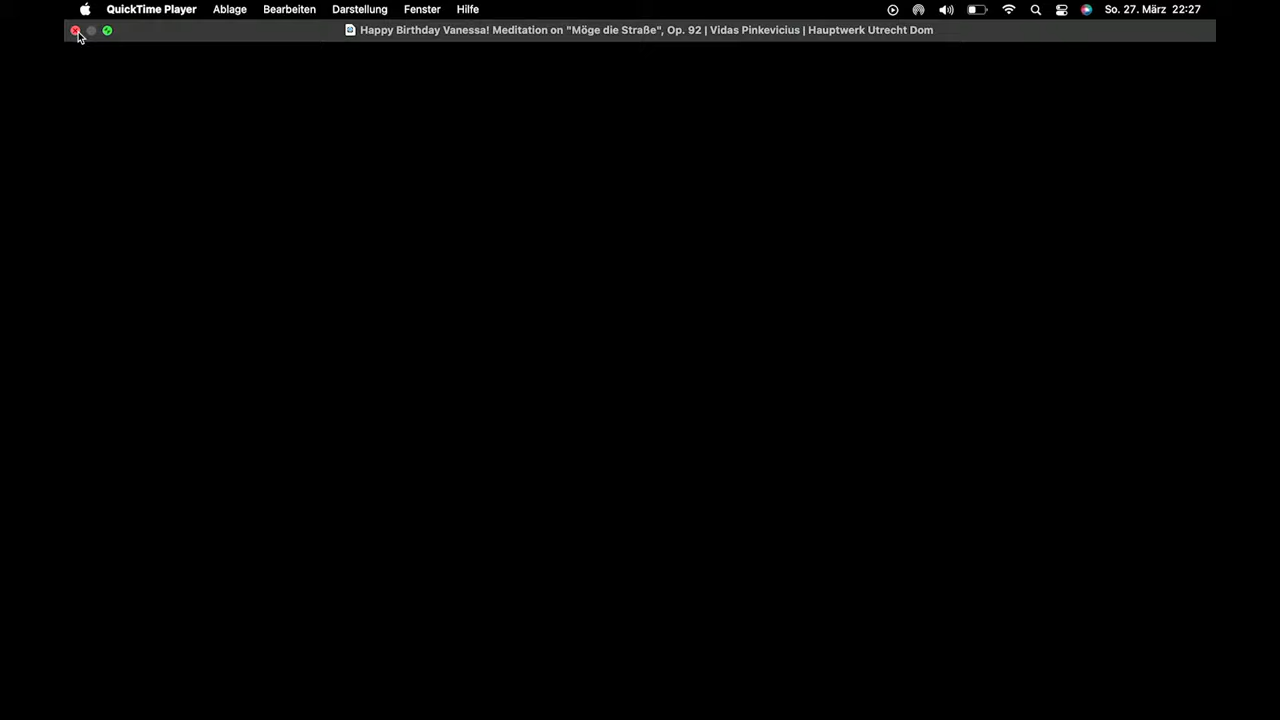 QuickTime Player Ablage Bearbeiten Darstellung Fenster Hilfe So. 27. März 22:27
Happy Birthday Vanessa! Meditation on "Möge die Straße", Op. 92 | Vidas Pinkevicius | Hauptwerk Utrecht Dom